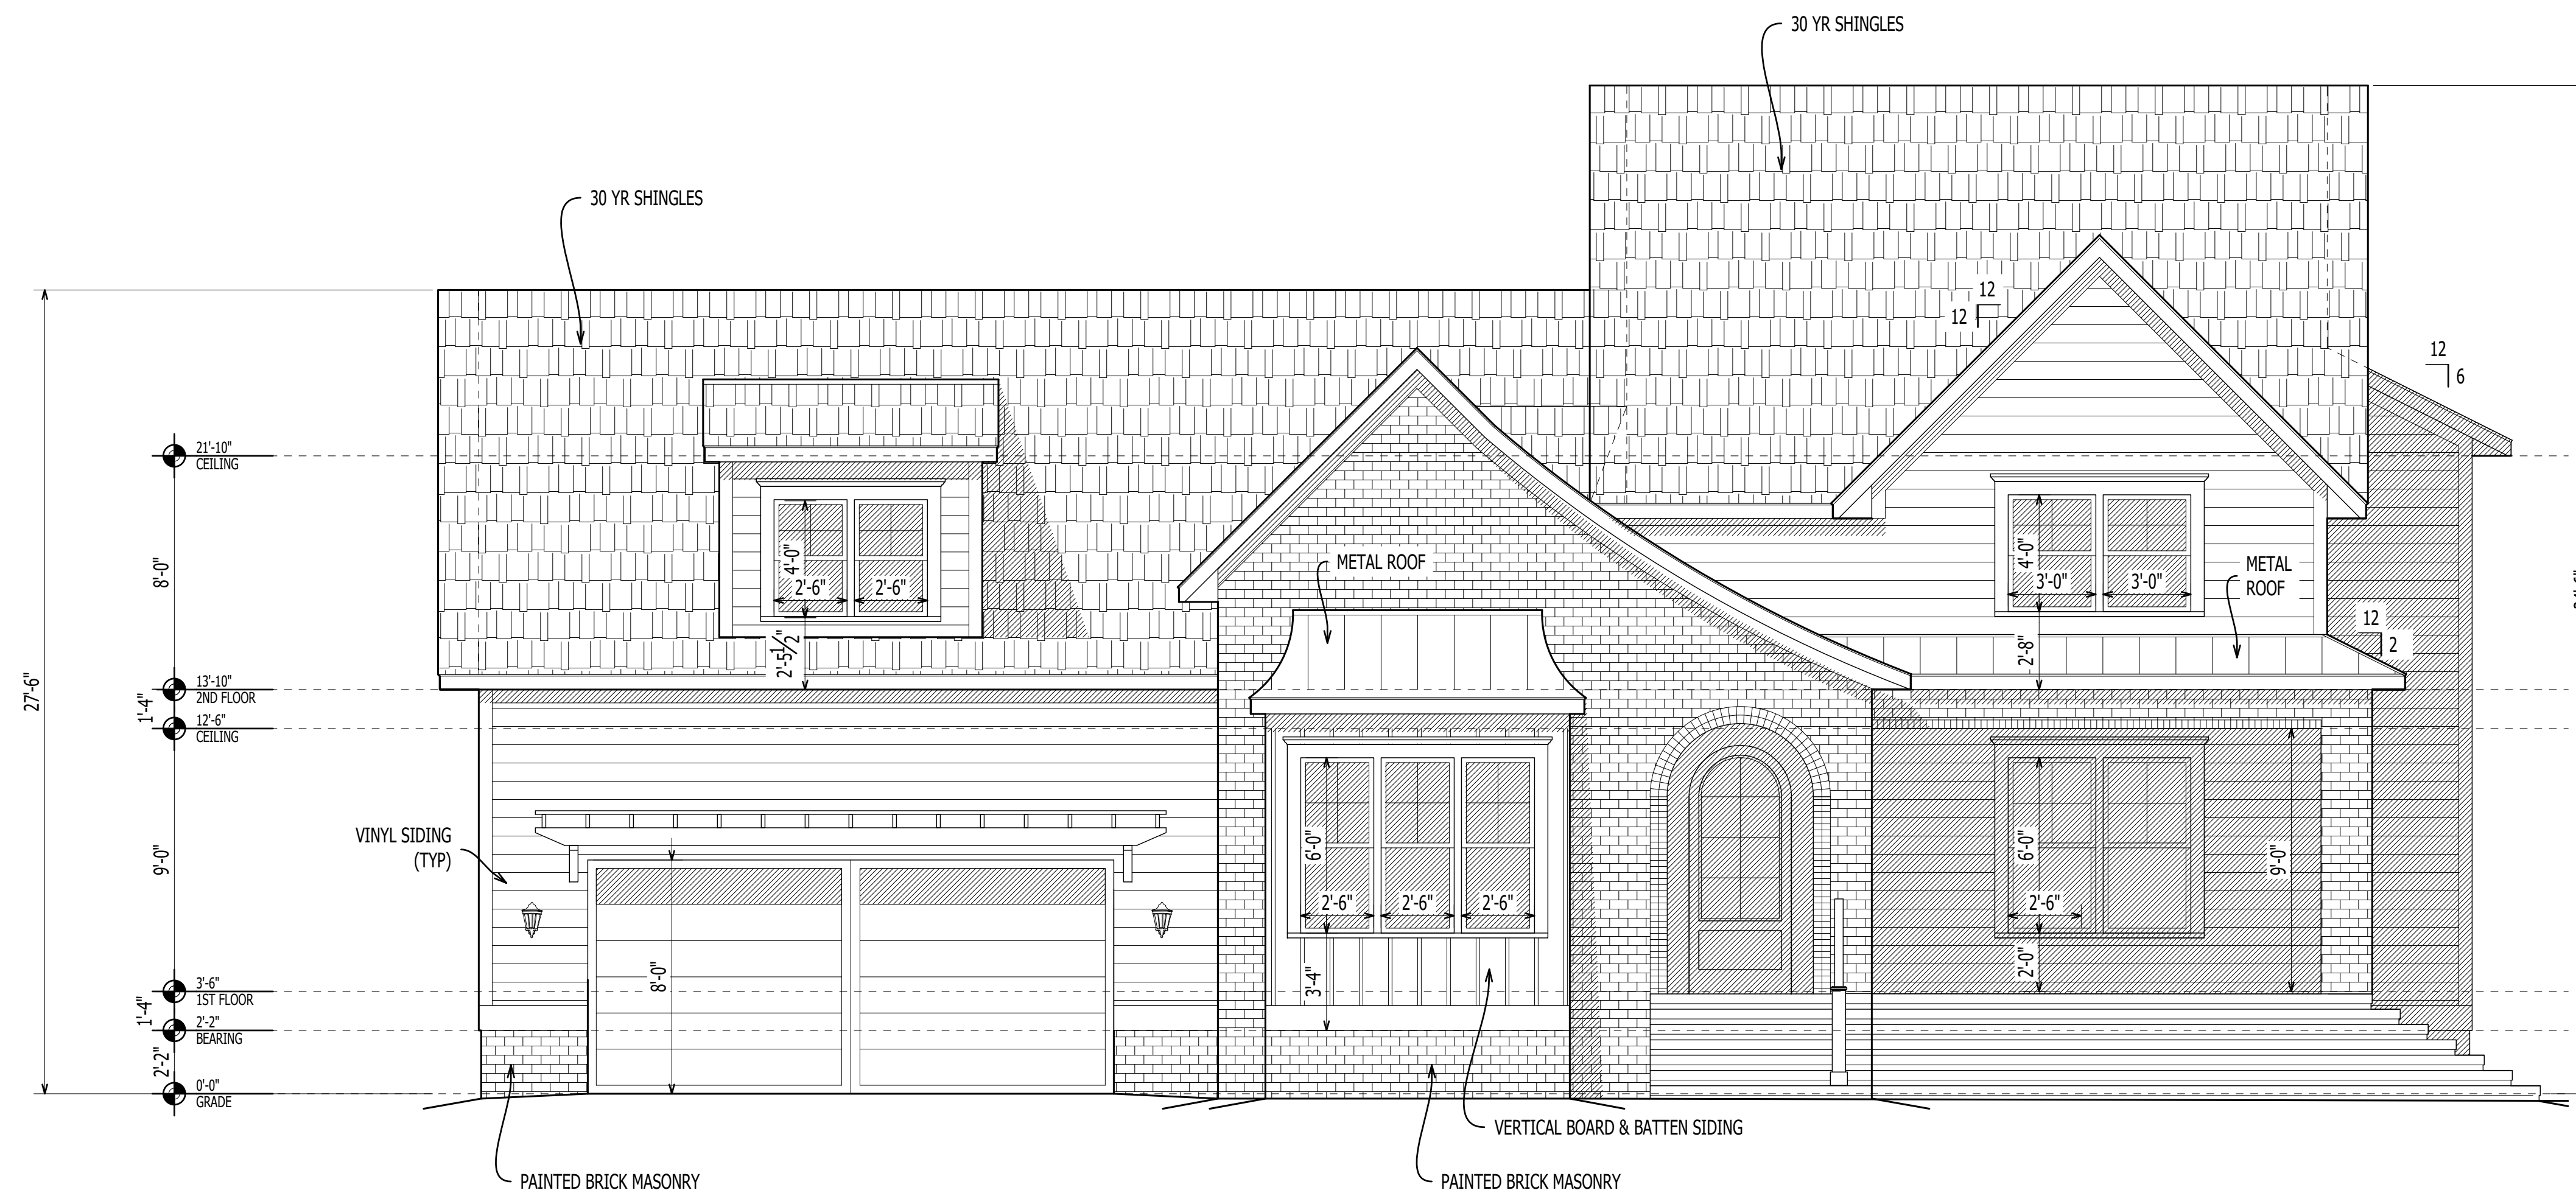 30 YR SHINGLES
30 YR SHINGLES
12
12
12
6
27'-6"
21'-10"
CEILING
8'-0"
4'-0"
2'-6"
2'-6"
2'-5 1/2"
METAL ROOF
4'-0"
3'-0"
3'-0"
METAL
ROOF
12
2
2'-8"
13'-10"
2ND FLOOR
1'-4"
12'-6"
CEILING
VINYL SIDING
(TYP)
9'-0"
6'-0"
2'-6"
2'-6"
2'-6"
6'-0"
9'-0"
2'-6"
8'-0"
3'-4"
2'-0"
3'-6"
1ST FLOOR
1'-4"
2'-2"
BEARING
2'-2"
0'-0"
GRADE
VERTICAL BOARD & BATTEN SIDING
PAINTED BRICK MASONRY
PAINTED BRICK MASONRY